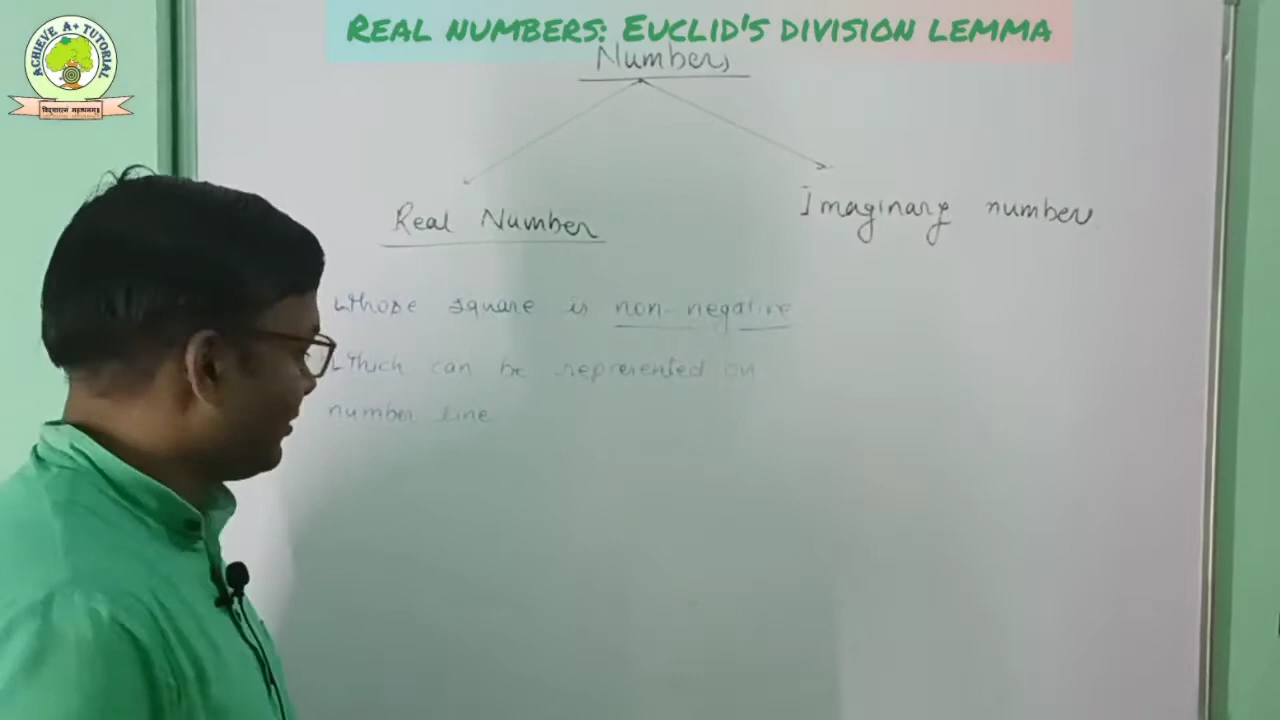 REAL NUMBERS: EUCLID'S DIVISION LEMMA
ACHIEVE A+ TUTORIAL
Numbers
Real Number
Imaginary number
Whose square is non-negative
Which can be represented on
number line